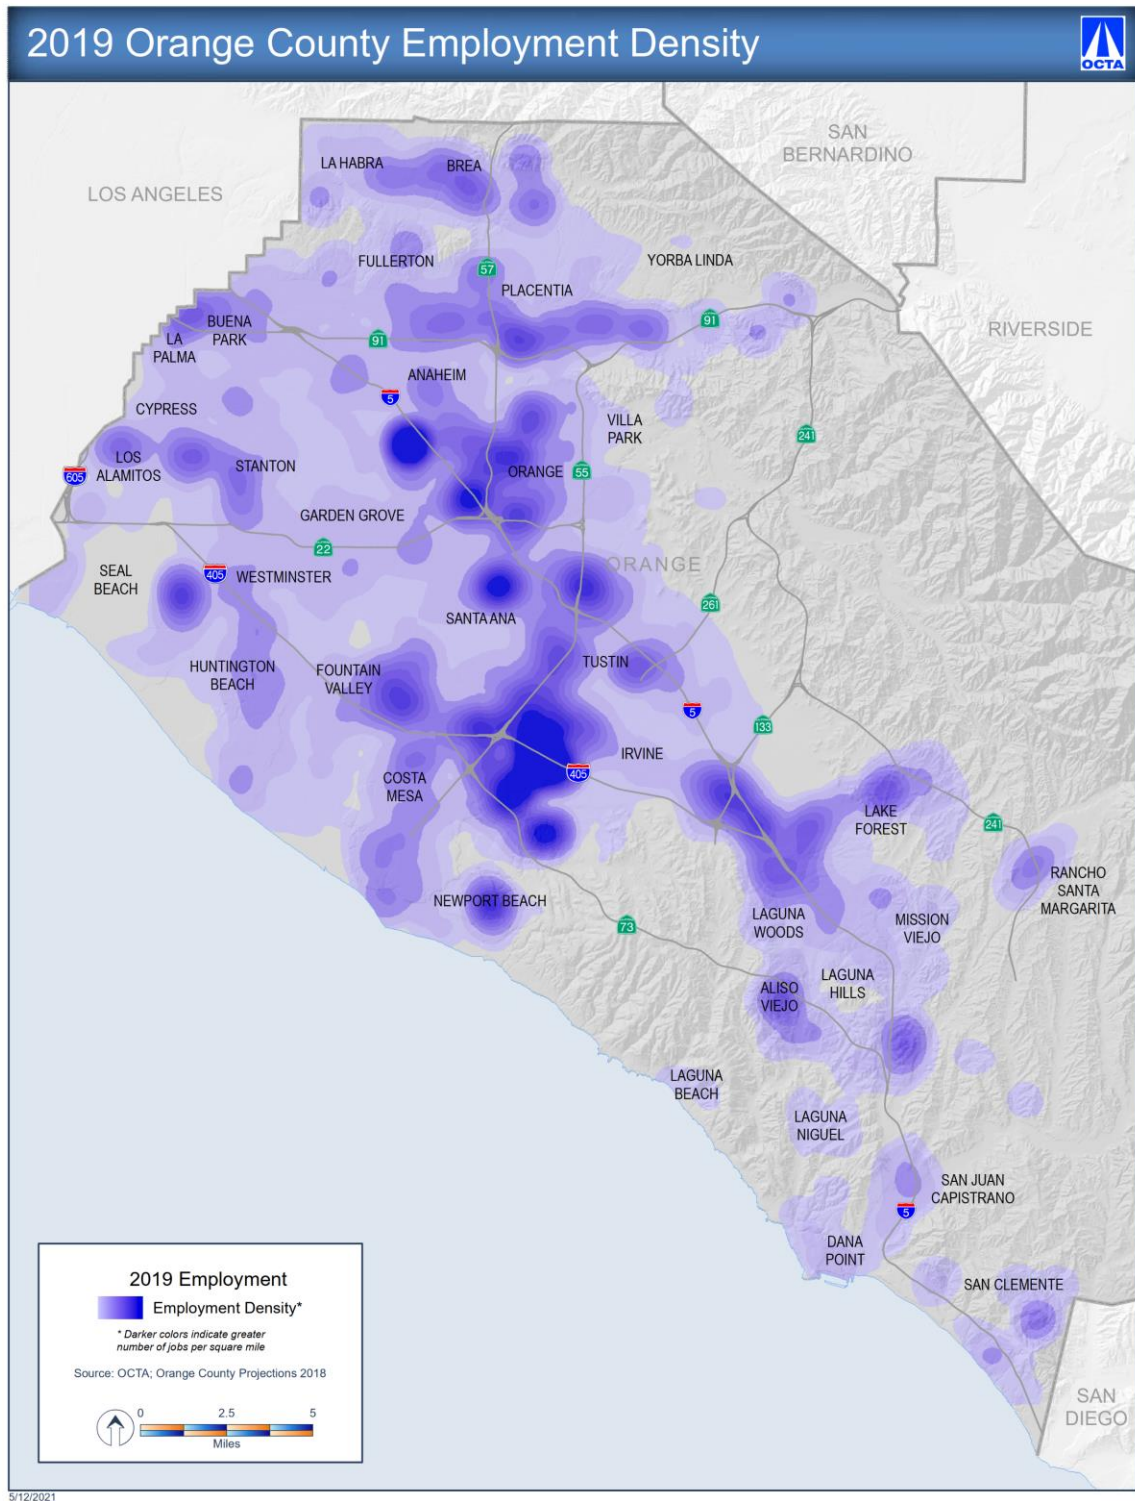 2019 Orange County Employment Density
OCTA
SAN
BERNARDINO
LOS ANGELES
LA HABRA
BREA
FULLERTON
57
YORBA LINDA
PLACENTIA
BUENA
PARK
91
91
RIVERSIDE
LA
PALMA
ANAHEIM
5
CYPRESS
VILLA
PARK
241
LOS
ALAMITOS
STANTON
ORANGE
55
605
GARDEN GROVE
22
ORANGE
SEAL
BEACH
405
WESTMINSTER
261
SANTA ANA
HUNTINGTON
BEACH
FOUNTAIN
VALLEY
TUSTIN
5
133
IRVINE
405
COSTA
MESA
LAKE
FOREST
241
RANCHO
SANTA
MARGARITA
NEWPORT BEACH
LAGUNA
WOODS
MISSION
VIEJO
73
ALISO
VIEJO
LAGUNA
HILLS
LAGUNA
BEACH
LAGUNA
NIGUEL
SAN JUAN
CAPISTRANO
5
DANA
POINT
SAN CLEMENTE
SAN
DIEGO
2019 Employment
Employment Density*
* Darker colors indicate greater
number of jobs per square mile
Source: OCTA; Orange County Projections 2018
0 2.5 5
Miles
5/12/2021